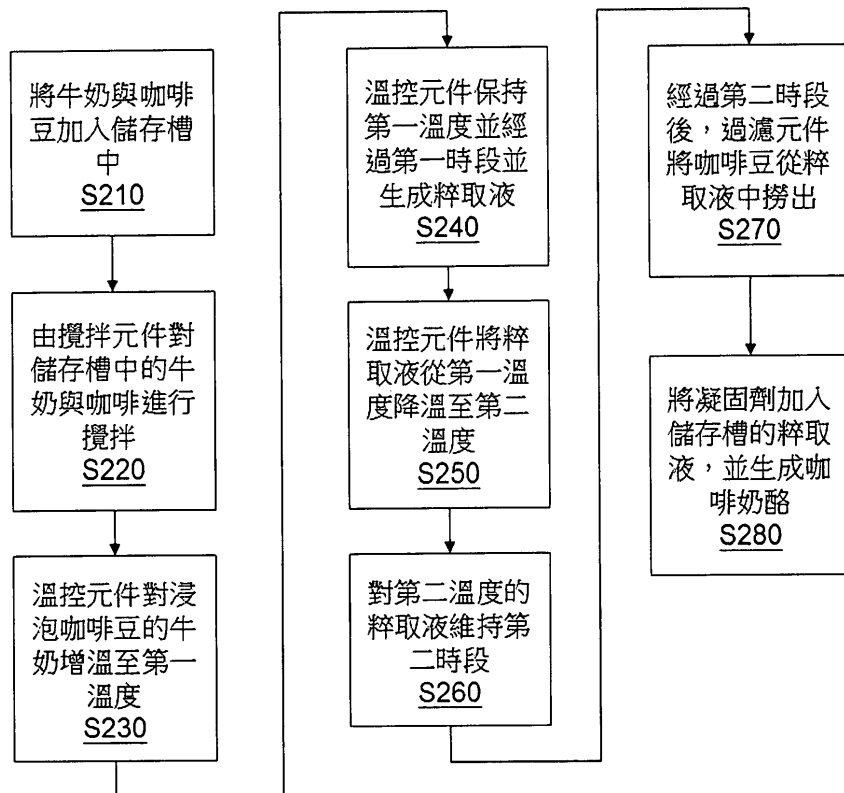 將牛奶與咖啡
豆加入儲存槽
中
S210
由攪拌元件對
儲存槽中的牛
奶與咖啡進行
攪拌
S220
溫控元件對浸
泡咖啡豆的牛
奶增溫至第一
溫度
S230
溫控元件保持
第一溫度並經
過第一時段並
生成粹取液
S240
溫控元件將粹
取液從第一溫
度降溫至第二
溫度
S250
對第二溫度的
粹取液維持第
二時段
S260
經過第二時段
後，過濾元件
將咖啡豆從粹
取液中撈出
S270
將凝固劑加入
儲存槽的粹取
液，並生成咖
啡奶酪
S280